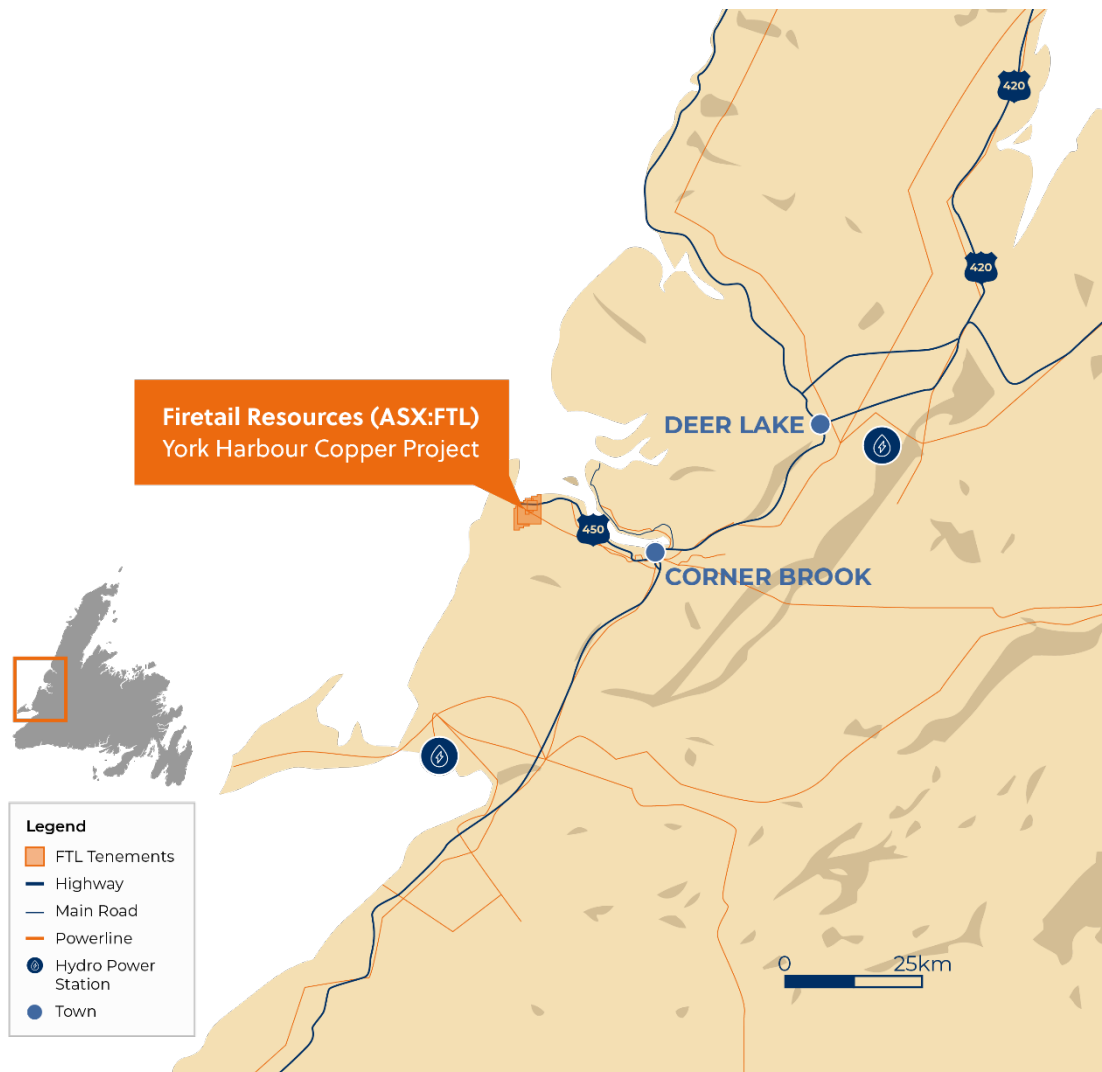 420
420
Firetail Resources (ASX:FTL)
York Harbour Copper Project
DEER LAKE
450
CORNER BROOK
Legend
FTL Tenements
Highway
Main Road
Powerline
Hydro Power
Station
Town
0 25km